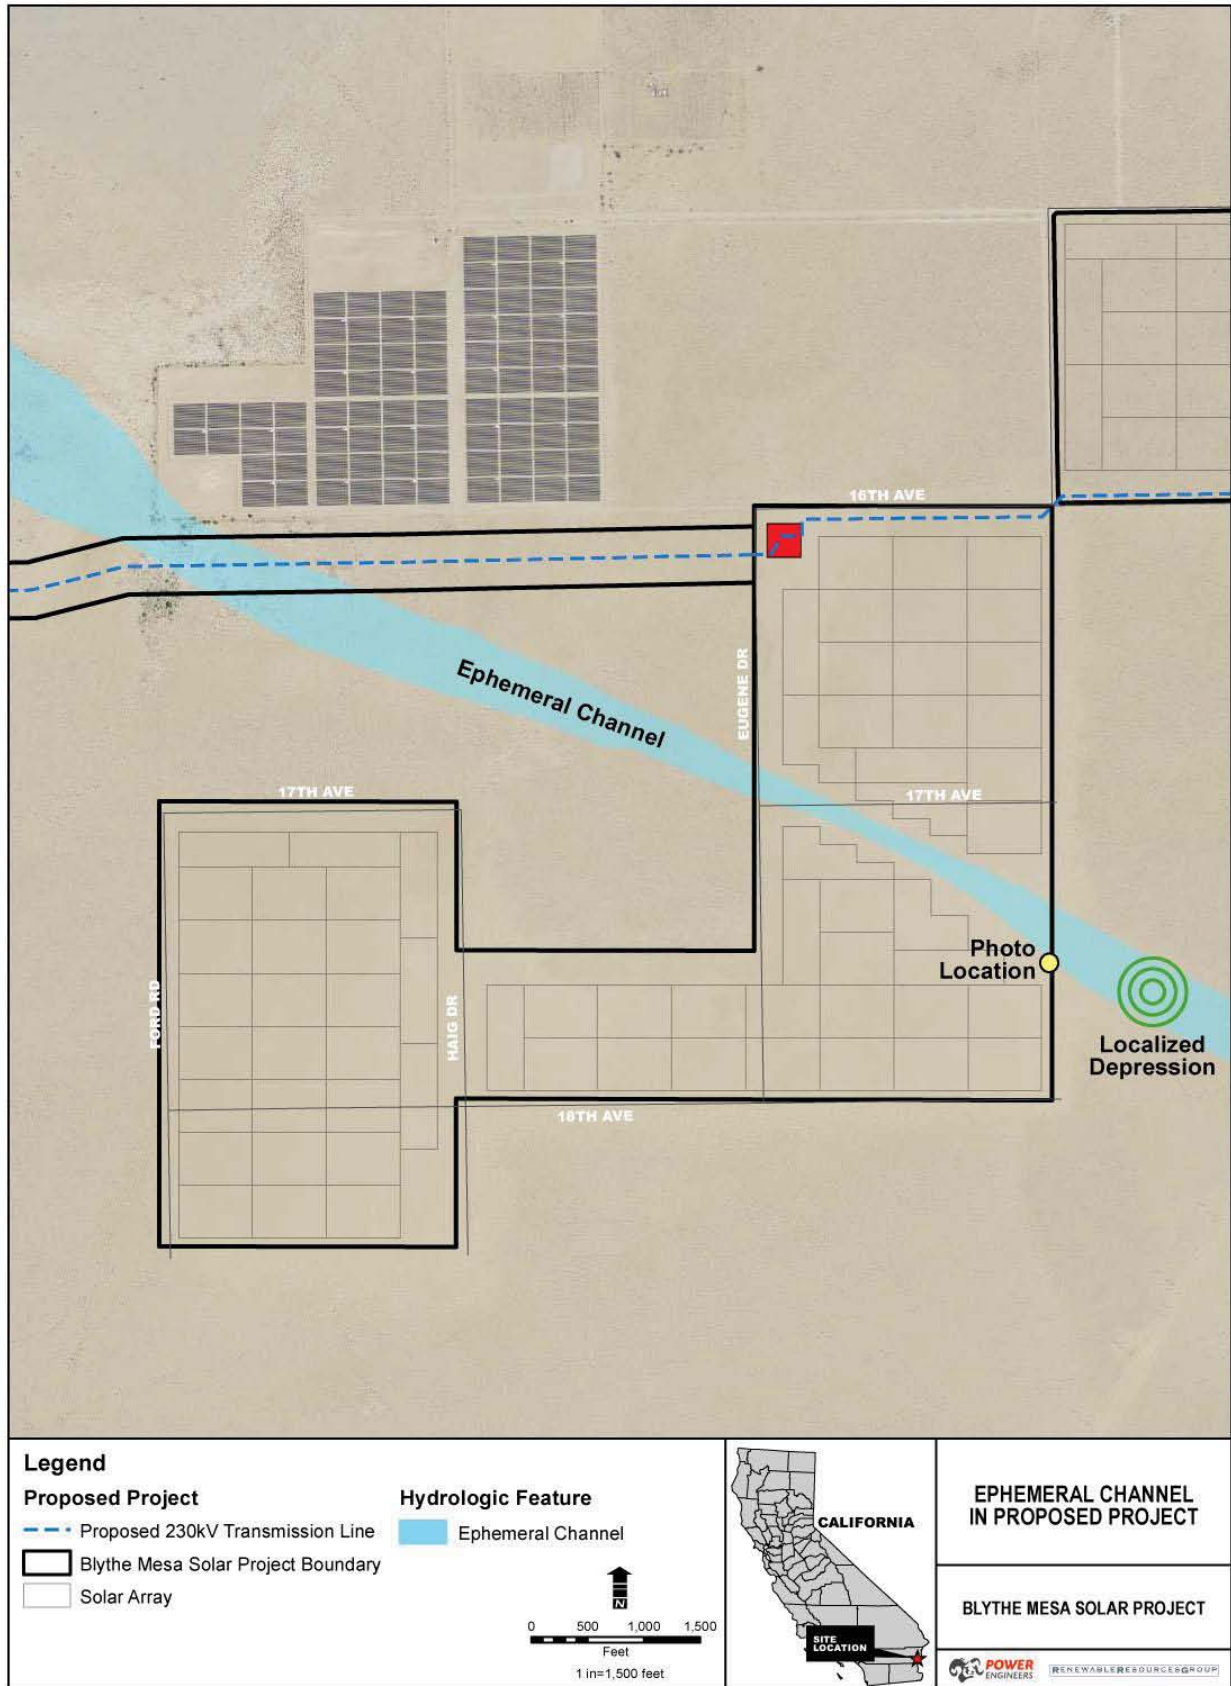 16TH AVE
Ephemeral Channel
EUGENE DR
17TH AVE
17TH AVE
Photo
Location
FORD RD
HAIG DR
Localized
Depression
18TH AVE
Legend
Proposed Project
Proposed 230kV Transmission Line
Blythe Mesa Solar Project Boundary
Solar Array
Hydrologic Feature
Ephemeral Channel
N
0 500 1,000 1,500
Feet
1 in=1,500 feet
CALIFORNIA
SITE
LOCATION
EPHEMERAL CHANNEL
IN PROPOSED PROJECT
BLYTHE MESA SOLAR PROJECT
POWER
ENGINEERS
RENEWABLERESOURCESGROUP